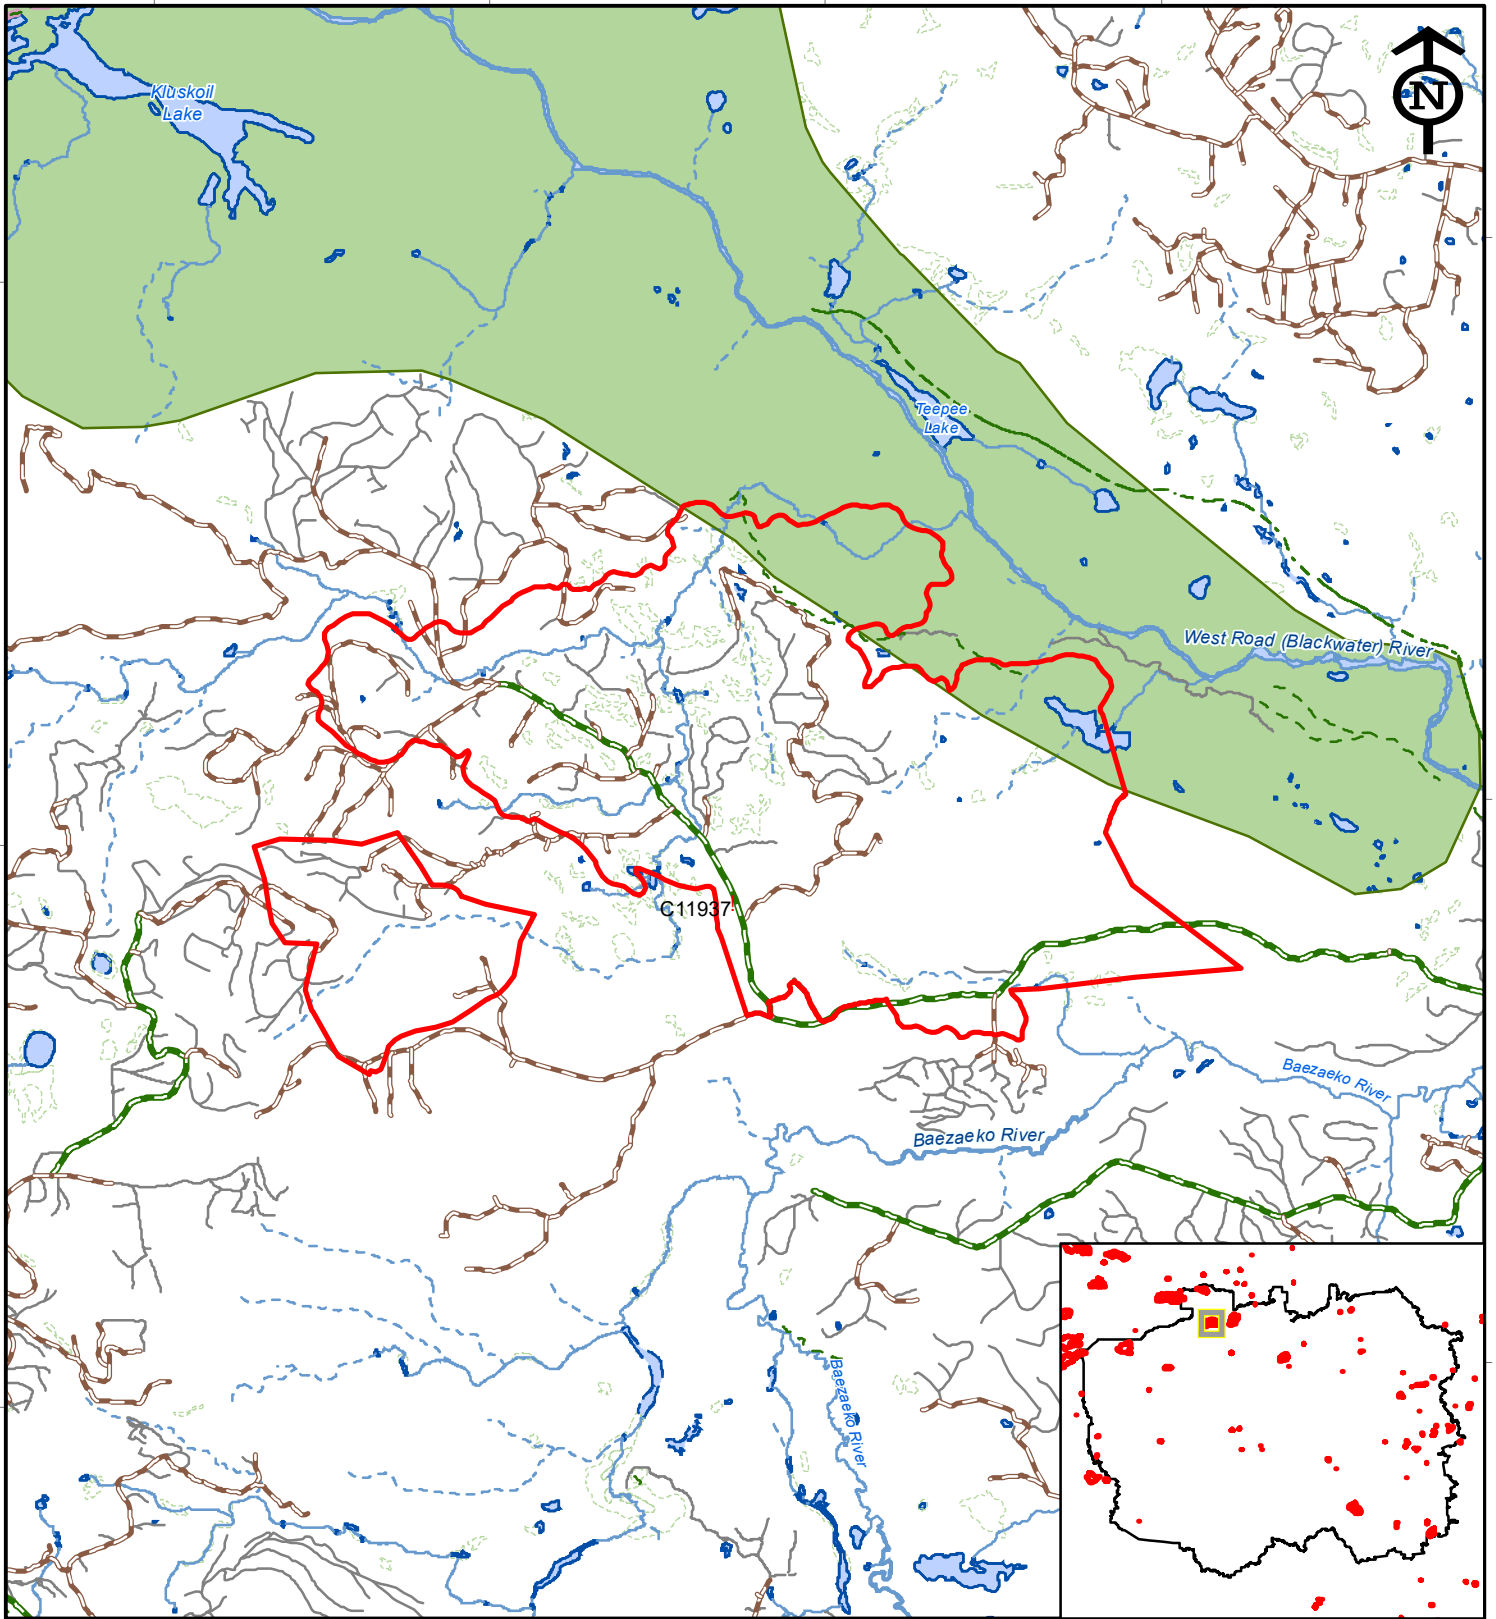 N
Kluskoil
Lake
Teepee
Lake
West Road (Blackwater) River
C11937
Baezaeko River
Baezaeko River
Baezaeko River